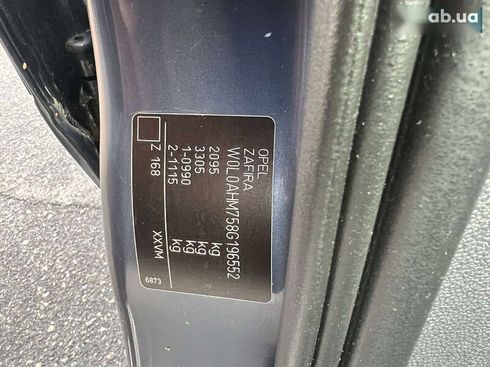 ab.ua
OPEL
ZAFIRA
W0L0AHM758G196552
2095 kg
3305 kg
1-0990 kg
2-1115 kg
Z 168 XXVM
6873